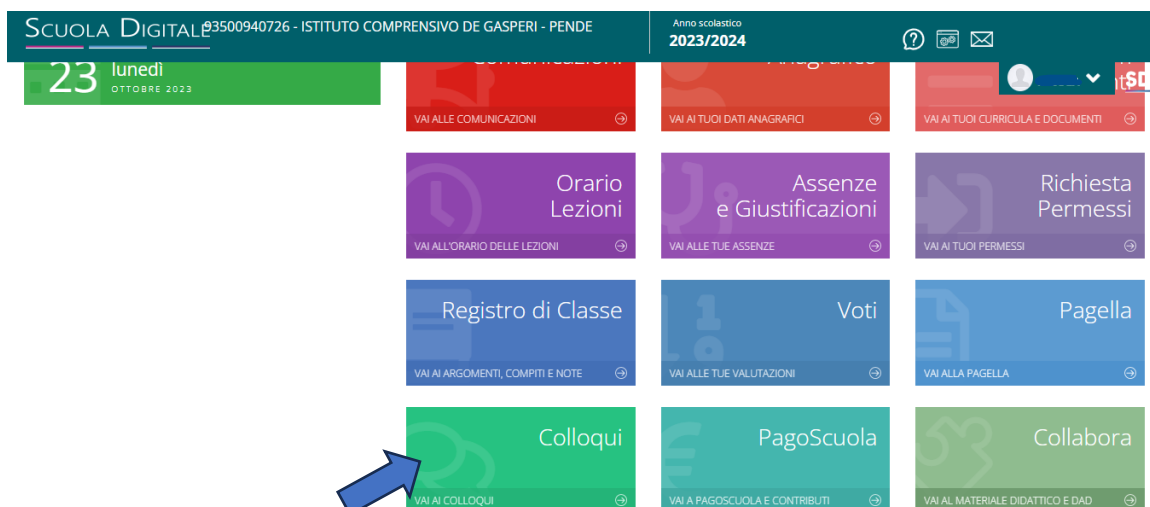 SCUOLA DIGITALE
93500940726 - ISTITUTO COMPRENSIVO DE GASPERI - PENDE
Anno scolastico
2023/2024
23 lunedì
OTTOBRE 2023
Comunicazioni
VAI ALLE COMUNICAZIONI
VAI AI TUOI DATI ANAGRAFICI
VAI AI TUOI CURRICULA E DOCUMENTI
Orario
Lezioni
VAI ALL'ORARIO DELLE LEZIONI
Assenze
e Giustificazioni
VAI ALLE TUE ASSENZE
Richiesta
Permessi
VAI AI TUOI PERMESSI
Registro di Classe
VAI AI ARGOMENTI, COMPITI E NOTE
Voti
VAI ALLE TUE VALUTAZIONI
Pagella
VAI ALLA PAGELLA
Colloqui
VAI AI COLLOQUI
PagoScuola
VAI A PAGOSCUOLA E CONTRIBUTI
Collabora
VAI AL MATERIALE DIDATTICO E DAD